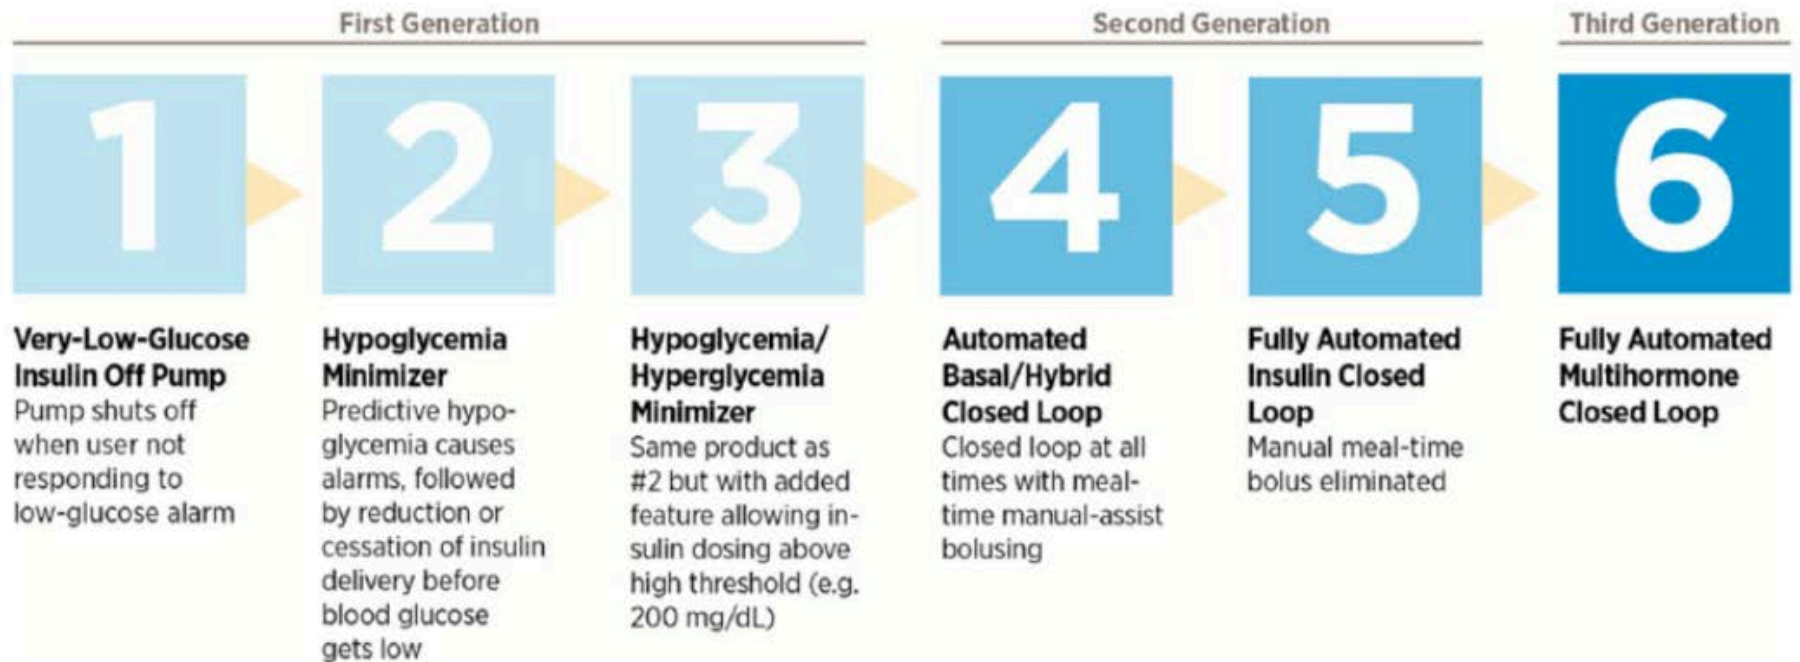 First Generation
Second Generation
Third Generation
1
2
3
4
5
6
Very-Low-Glucose
Insulin Off Pump
Pump shuts off
when user not
responding to
low-glucose alarm
Hypoglycemia
Minimizer
Predictive hypo-
glycemia causes
alarms, followed
by reduction or
cessation of insulin
delivery before
blood glucose
gets low
Hypoglycemia/
Hyperglycemia
Minimizer
Same product as
#2 but with added
feature allowing in-
sulin dosing above
high threshold (e.g.
200 mg/dL)
Automated
Basal/Hybrid
Closed Loop
Closed loop at all
times with meal-
time manual-assist
bolusing
Fully Automated
Insulin Closed
Loop
Manual meal-time
bolus eliminated
Fully Automated
Multihormone
Closed Loop